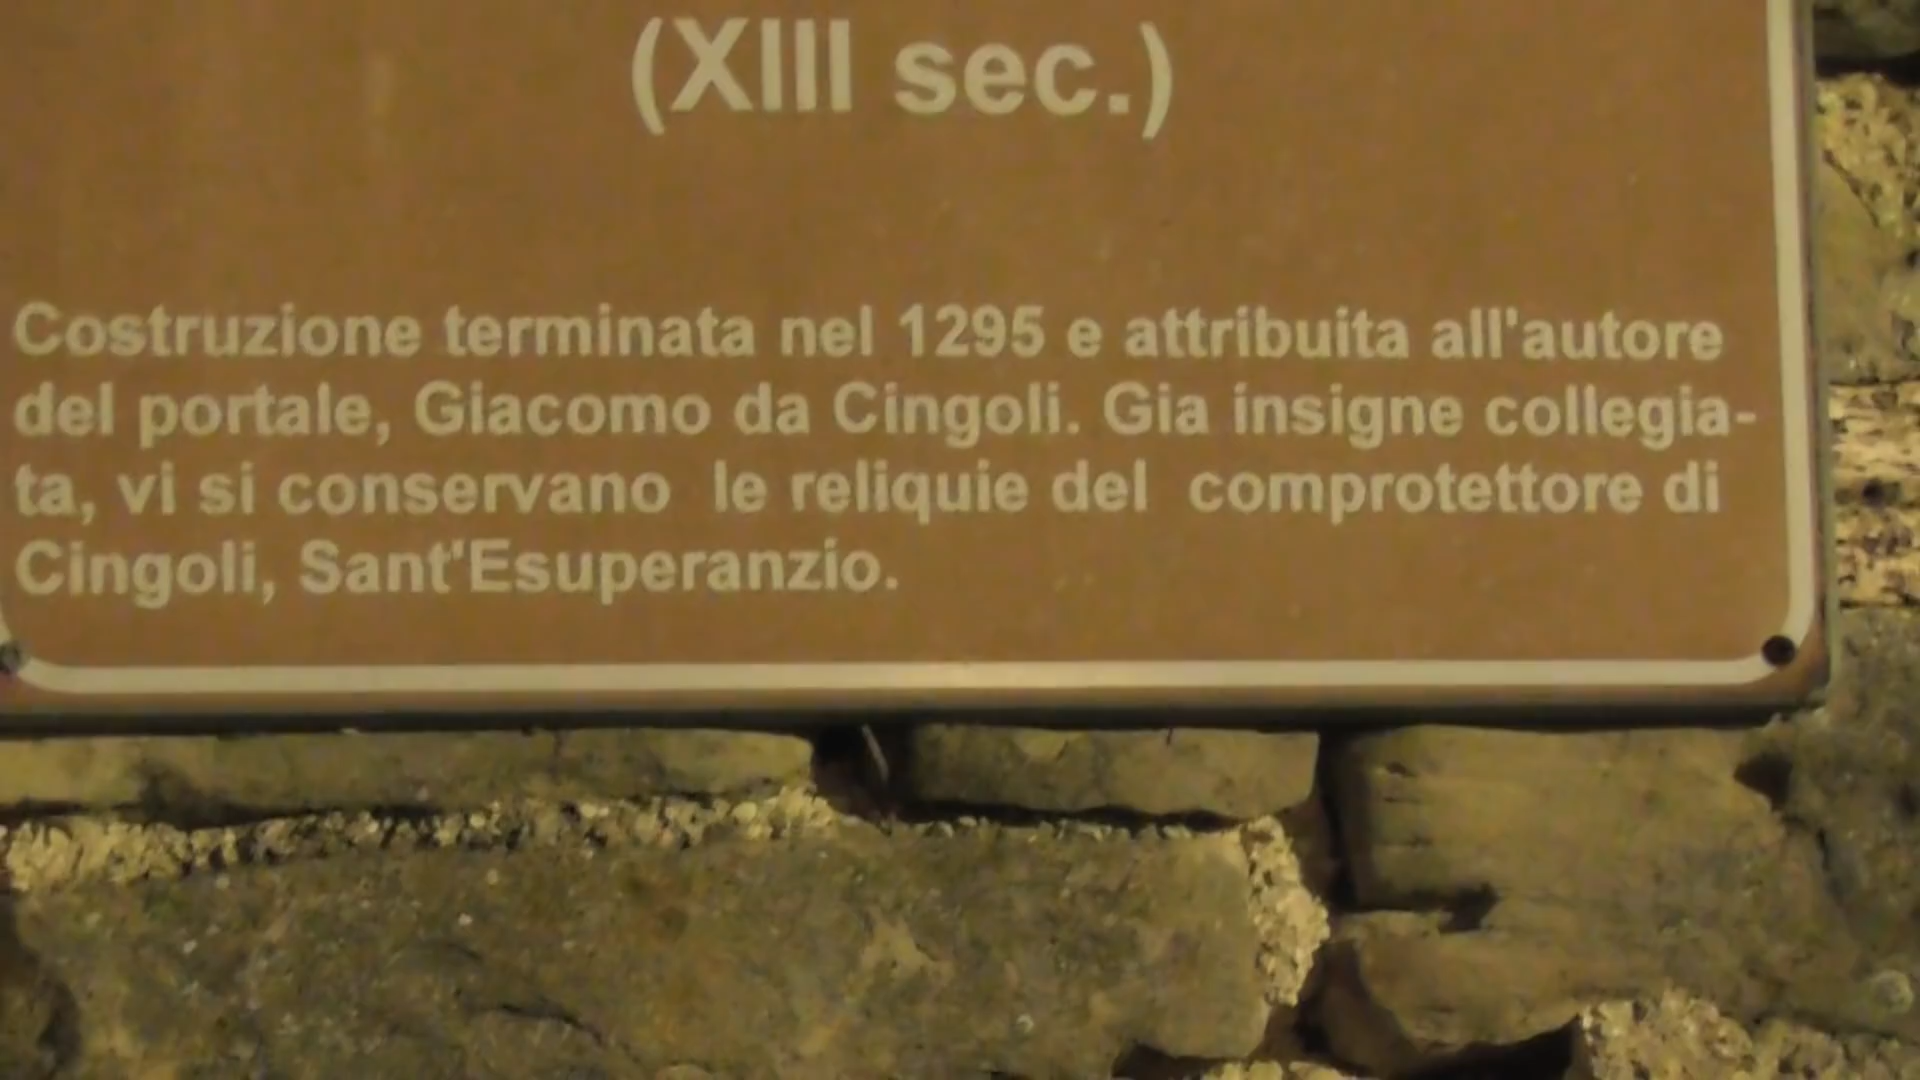 (XIII sec.)
Costruzione terminata nel 1295 e attribuita all'autore
del portale, Giacomo da Cingoli. Gia insigne collegia-
ta, vi si conservano le reliquie del comprotettore di
Cingoli, Sant'Esuperanzio.